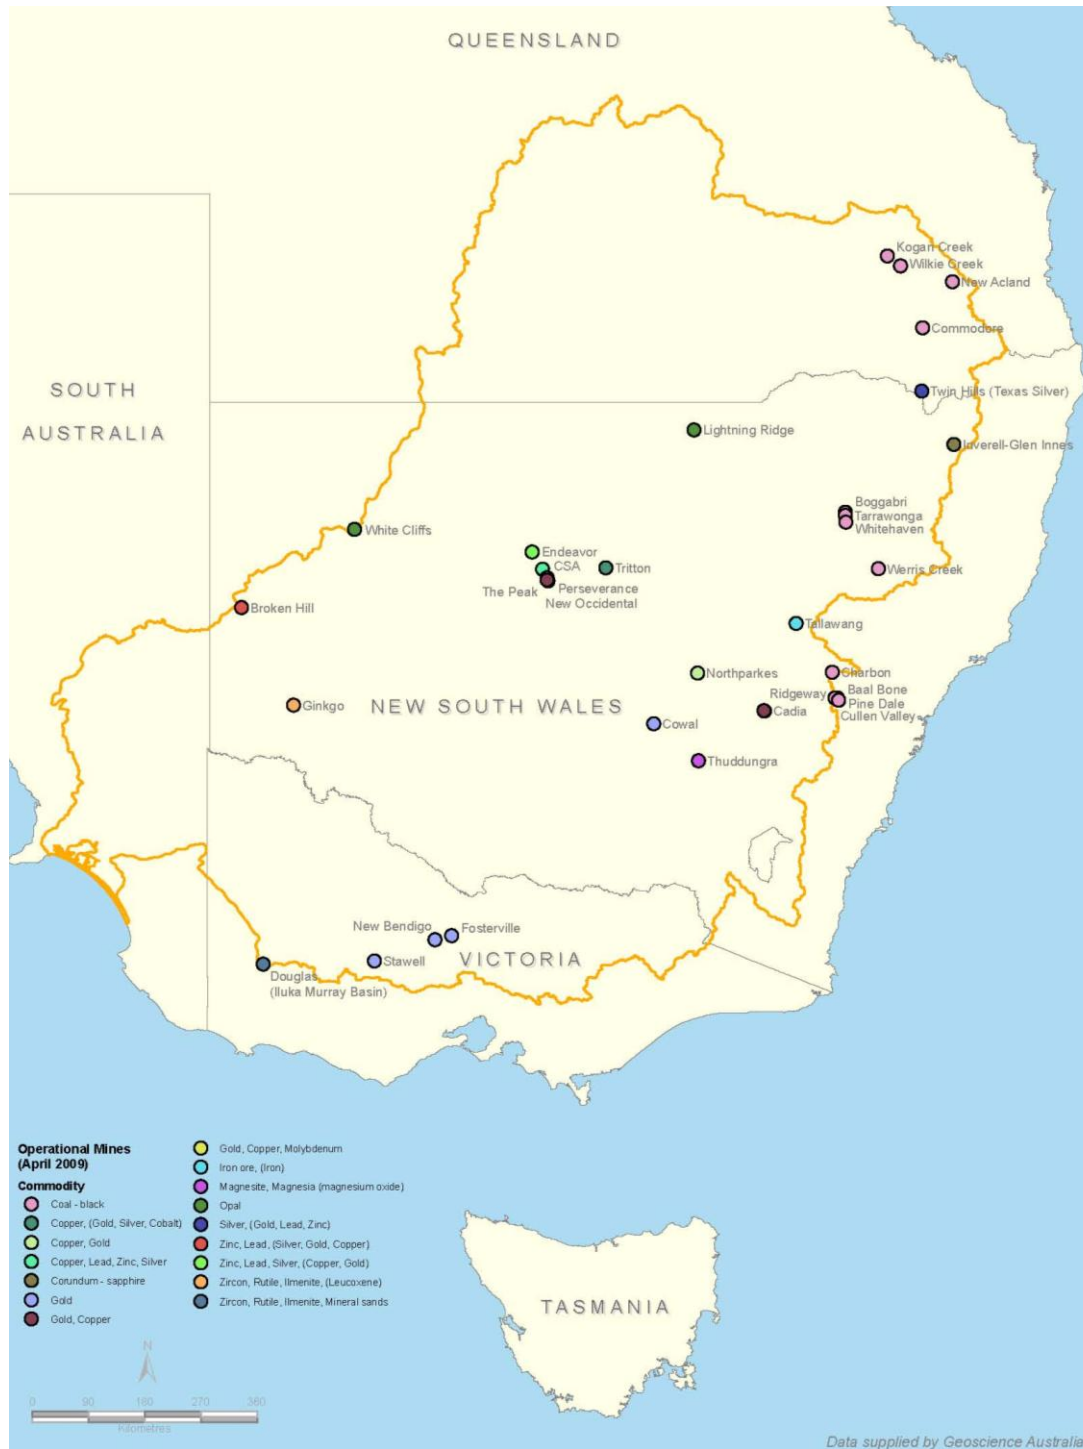 QUEENSLAND
Kogan Creek
Wilkie Creek
New Acland
Commodore
SOUTH
AUSTRALIA
Twin Hills (Texas Silver)
Lightning Ridge
Inverell-Glen Innes
White Cliffs
Boggabri
Tarrawonga
Whitehaven
Endeavor
CSA
Tritton
Werris Creek
The Peak
Perseverance
New Occidental
Broken Hill
Tallawang
Northparkes
Charbon
Ginkgo
NEW SOUTH WALES
Ridgeway
Baal Bone
Pine Dale
Cullen Valley
Cadia
Cowal
Thuddungra
New Bendigo
Fosterville
Stawell
VICTORIA
Douglas
(Iluka Murray Basin)
Operational Mines
(April 2009)
Commodity
Coal - black
Copper, (Gold, Silver, Cobalt)
Copper, Gold
Copper, Lead, Zinc, Silver
Corundum - sapphire
Gold
Gold, Copper
Gold, Copper, Molybdenum
Iron ore, (Iron)
Magnesite, Magnesia (magnesium oxide)
Opal
Silver, (Gold, Lead, Zinc)
Zinc, Lead, (Silver, Gold, Copper)
Zinc, Lead, Silver, (Copper, Gold)
Zircon, Rutile, Ilmenite, (Leucoxene)
Zircon, Rutile, Ilmenite, Mineral sands
TASMANIA
N
0 90 180 270 360
Kilometres
Data supplied by Geoscience Australia